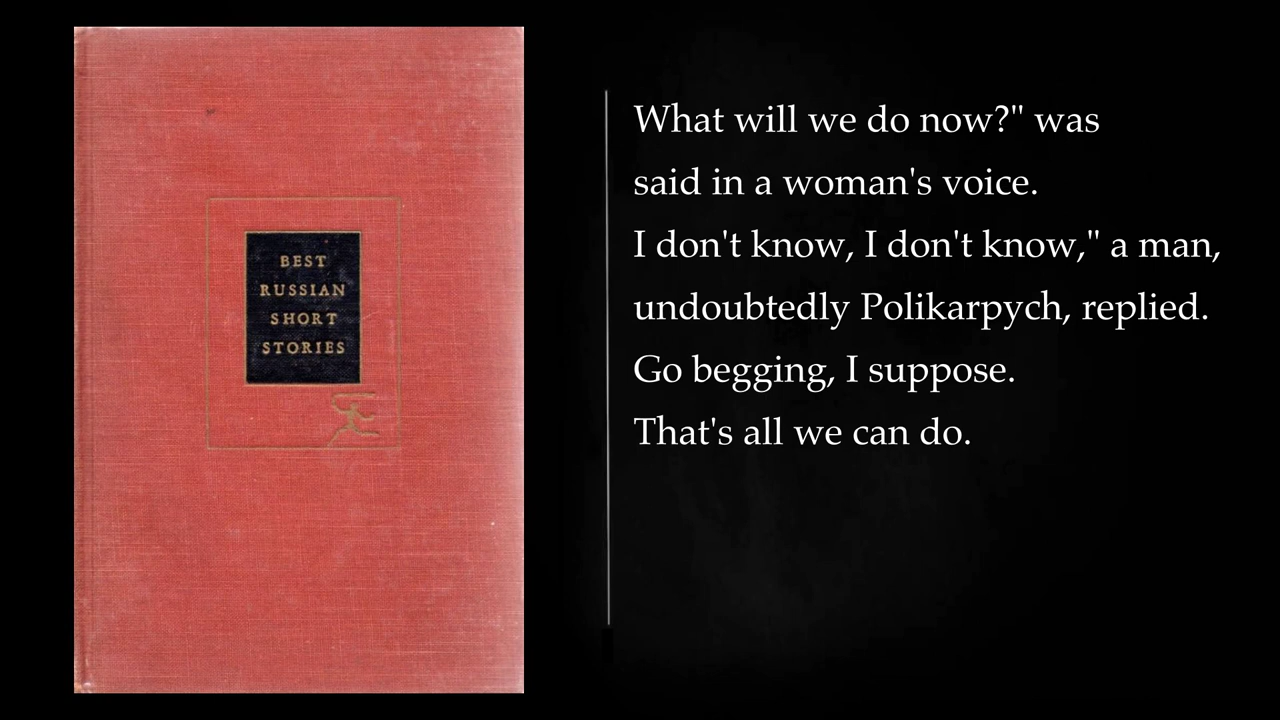 BEST
RUSSIAN
SHORT
STORIES
What will we do now?" was
said in a woman's voice.
I don't know, I don't know," a man,
undoubtedly Polikarpych, replied.
Go begging, I suppose.
That's all we can do.